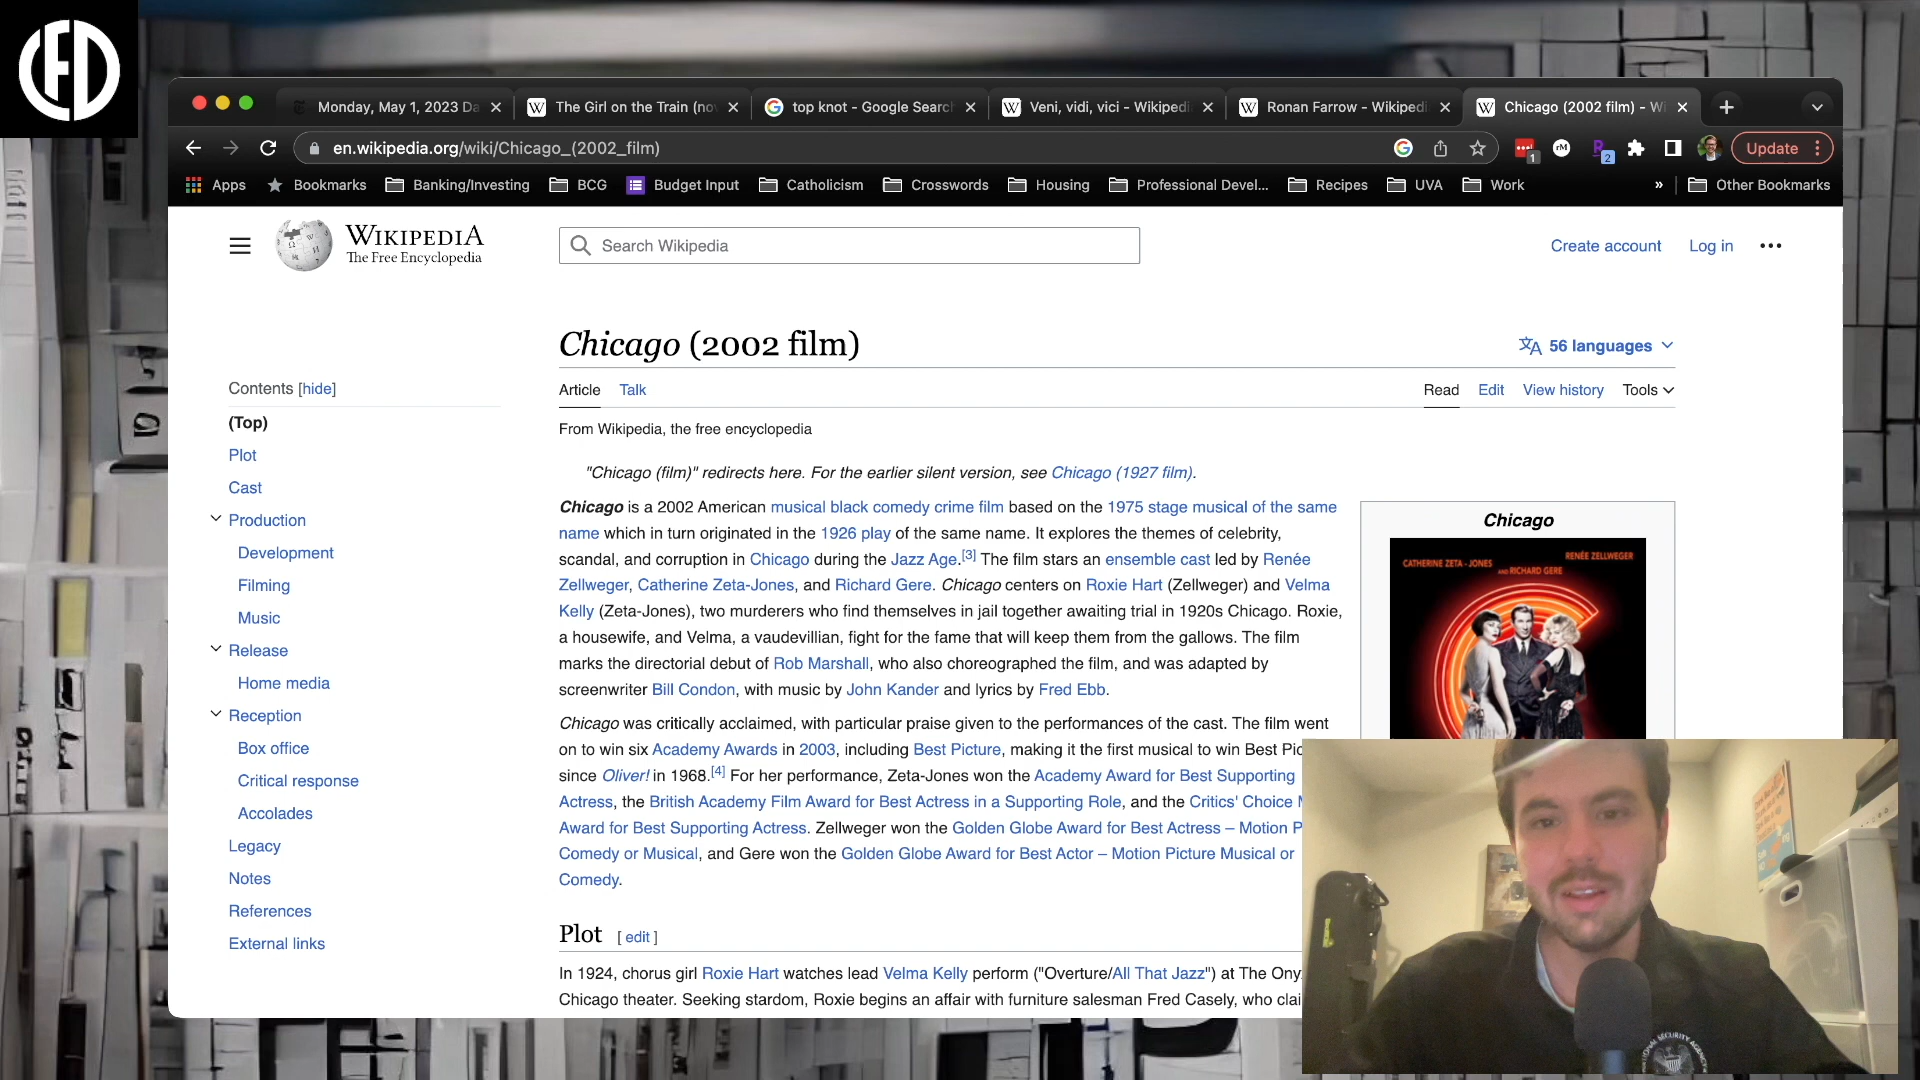 CFD
Monday, May 1, 2023 Da
The Girl on the Train (no
top knot - Google Search
Veni, vidi, vici - Wikipedi
Ronan Farrow - Wikipedi
Chicago (2002 film) - Wi
en.wikipedia.org/wiki/Chicago_(2002_film)
1
rM
2
Update
Apps
Bookmarks
Banking/Investing
BCG
Budget Input
Catholicism
Crosswords
Housing
Professional Devel...
Recipes
UVA
Work
»
Other Bookmarks
WIKIPEDIA
The Free Encyclopedia
Search Wikipedia
Create account
Log in
Chicago (2002 film)
56 languages
Article
Talk
Read
Edit
View history
Tools
From Wikipedia, the free encyclopedia
Contents [hide]
(Top)
Plot
Cast
Production
Development
Filming
Music
Release
Home media
Reception
Box office
Critical response
Accolades
Legacy
Notes
References
External links
"Chicago (film)" redirects here. For the earlier silent version, see Chicago (1927 film).
Chicago is a 2002 American musical black comedy crime film based on the 1975 stage musical of the same
name which in turn originated in the 1926 play of the same name. It explores the themes of celebrity,
scandal, and corruption in Chicago during the Jazz Age.[3] The film stars an ensemble cast led by Renée
Zellweger, Catherine Zeta-Jones, and Richard Gere. Chicago centers on Roxie Hart (Zellweger) and Velma
Kelly (Zeta-Jones), two murderers who find themselves in jail together awaiting trial in 1920s Chicago. Roxie,
a housewife, and Velma, a vaudevillian, fight for the fame that will keep them from the gallows. The film
marks the directorial debut of Rob Marshall, who also choreographed the film, and was adapted by
screenwriter Bill Condon, with music by John Kander and lyrics by Fred Ebb.
Chicago was critically acclaimed, with particular praise given to the performances of the cast. The film went
on to win six Academy Awards in 2003, including Best Picture, making it the first musical to win Best Pic
since Oliver! in 1968.[4] For her performance, Zeta-Jones won the Academy Award for Best Supporting
Actress, the British Academy Film Award for Best Actress in a Supporting Role, and the Critics' Choice M
Award for Best Supporting Actress. Zellweger won the Golden Globe Award for Best Actress – Motion P
Comedy or Musical, and Gere won the Golden Globe Award for Best Actor – Motion Picture Musical or
Comedy.
Plot [ edit ]
In 1924, chorus girl Roxie Hart watches lead Velma Kelly perform ("Overture/All That Jazz") at The Ony
Chicago theater. Seeking stardom, Roxie begins an affair with furniture salesman Fred Casely, who clai
Chicago
CATHERINE ZETA-JONES
RENÉE ZELLWEGER
AND RICHARD GERE